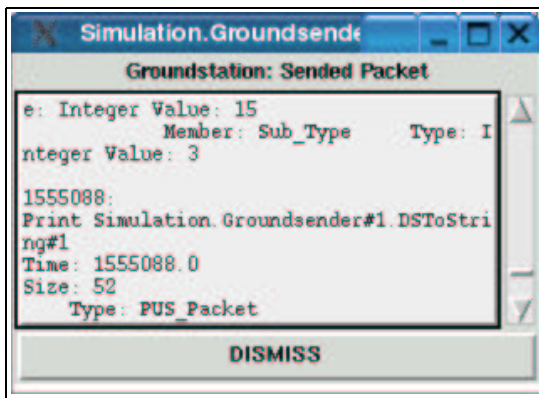 Simulation.Groundsende
Groundstation: Sended Packet
e: Integer Value: 15
Member: Sub_Type Type: I
nteger Value: 3
1555088:
Print Simulation.Groundsender#1.DSToStri
ng#1
Time: 1555088.0
Size: 52
Type: PUS_Packet
DISMISS